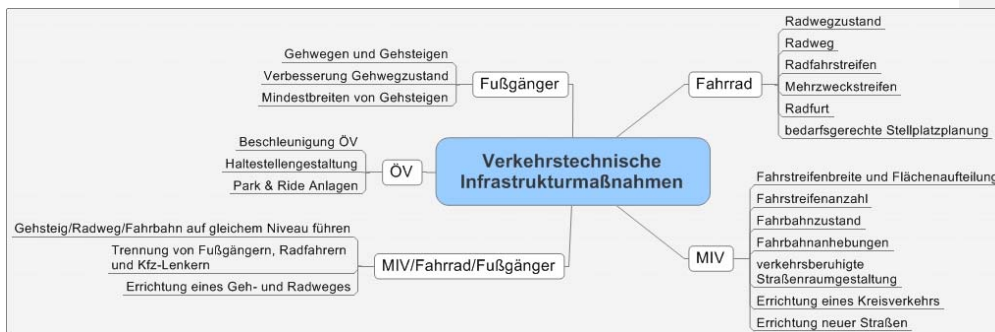 Verkehrstechnische
Infrastrukturmaßnahmen
Fußgänger
Gehwegen und Gehsteigen
Verbesserung Gehwegzustand
Mindestbreiten von Gehsteigen
ÖV
Beschleunigung ÖV
Haltestellengestaltung
Park & Ride Anlagen
MIV/Fahrrad/Fußgänger
Gehsteig/Radweg/Fahrbahn auf gleichem Niveau führen
Trennung von Fußgängern, Radfahrern
und Kfz-Lenkern
Errichtung eines Geh- und Radweges
Fahrrad
Radwegzustand
Radweg
Radfahrstreifen
Mehrzweckstreifen
Radfurt
bedarfsgerechte Stellplatzplanung
MIV
Fahrstreifenbreite und Flächenaufteilung
Fahrstreifenanzahl
Fahrbahnzustand
Fahrbahnanhebungen
verkehrsberuhigte
Straßenraumgestaltung
Errichtung eines Kreisverkehrs
Errichtung neuer Straßen